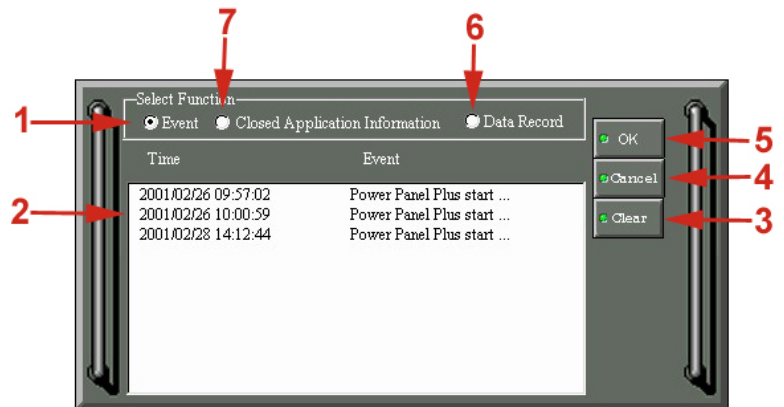 7
6
Select Function
1
Event Closed Application Information Data Record
OK
5
Time Event
Cancel
4
2001/02/26 09:57:02 Power Panel Plus start ...
2
2001/02/26 10:00:59 Power Panel Plus start ...
Clear
3
2001/02/28 14:12:44 Power Panel Plus start ...